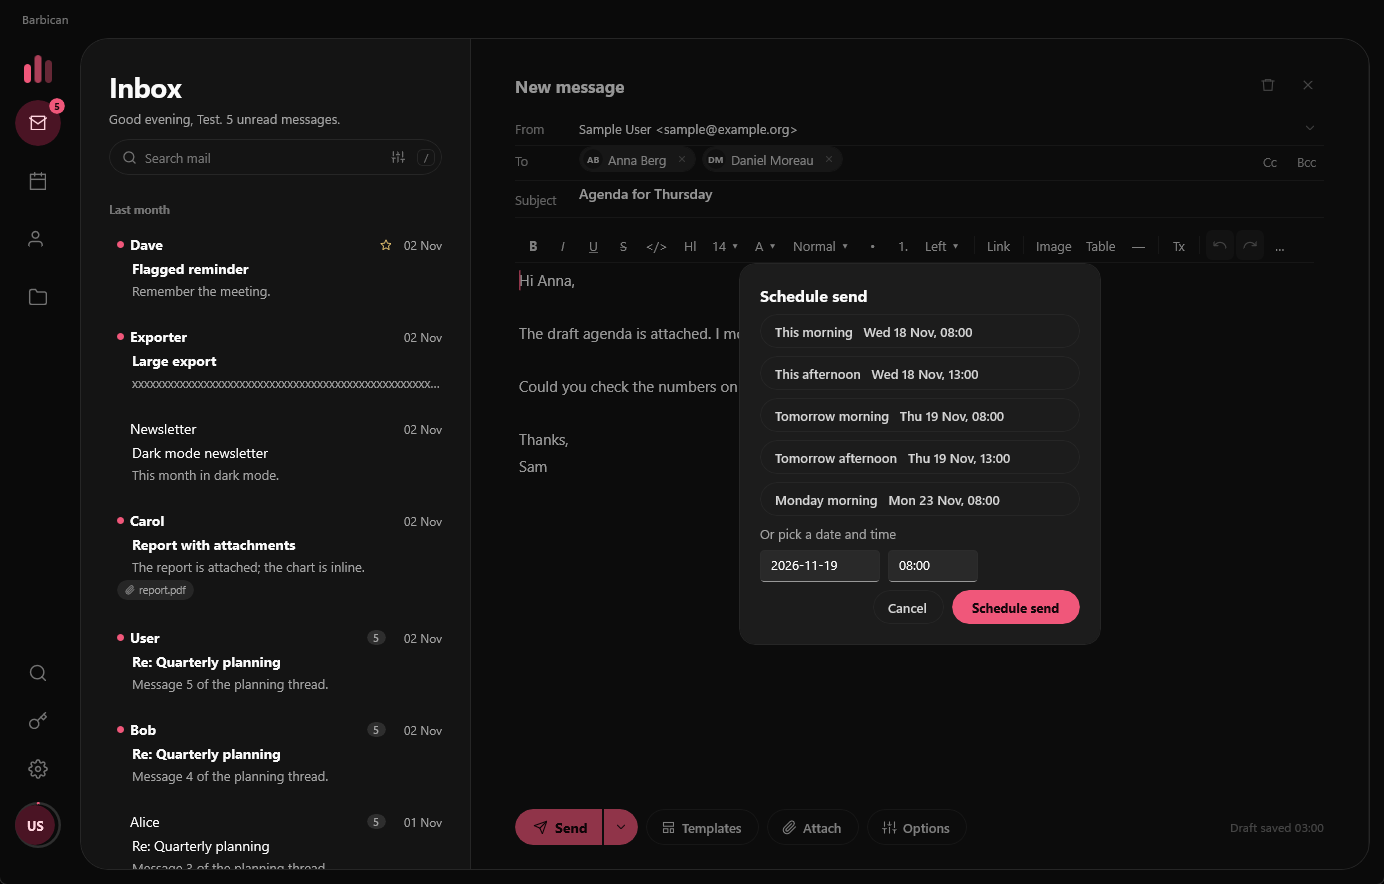 Barbican
5
Inbox
Good evening, Test. 5 unread messages.
Search mail /
Last month
Dave 02 Nov
Flagged reminder
Remember the meeting.
Exporter 02 Nov
Large export
Newsletter 02 Nov
Dark mode newsletter
This month in dark mode.
Carol 02 Nov
Report with attachments
The report is attached; the chart is inline.
report.pdf
User 5 02 Nov
Re: Quarterly planning
Message 5 of the planning thread.
Bob 5 02 Nov
Re: Quarterly planning
Message 4 of the planning thread.
Alice 5 01 Nov
Re: Quarterly planning
Message 3 of the planning thread.
US
New message
From Sample User <sample@example.org>
To AB Anna Berg × DM Daniel Moreau × Cc Bcc
Subject Agenda for Thursday
B I U S </> Hl 14 A Normal • 1. Left Link Image Table — Tx ...
Hi Anna,
The draft agenda is attached. I
Could you check the numbers on
Thanks,
Sam
Schedule send
This morning Wed 18 Nov, 08:00
This afternoon Wed 18 Nov, 13:00
Tomorrow morning Thu 19 Nov, 08:00
Tomorrow afternoon Thu 19 Nov, 13:00
Monday morning Mon 23 Nov, 08:00
Or pick a date and time
2026-11-19 08:00
Cancel Schedule send
Send Templates Attach Options Draft saved 03:00